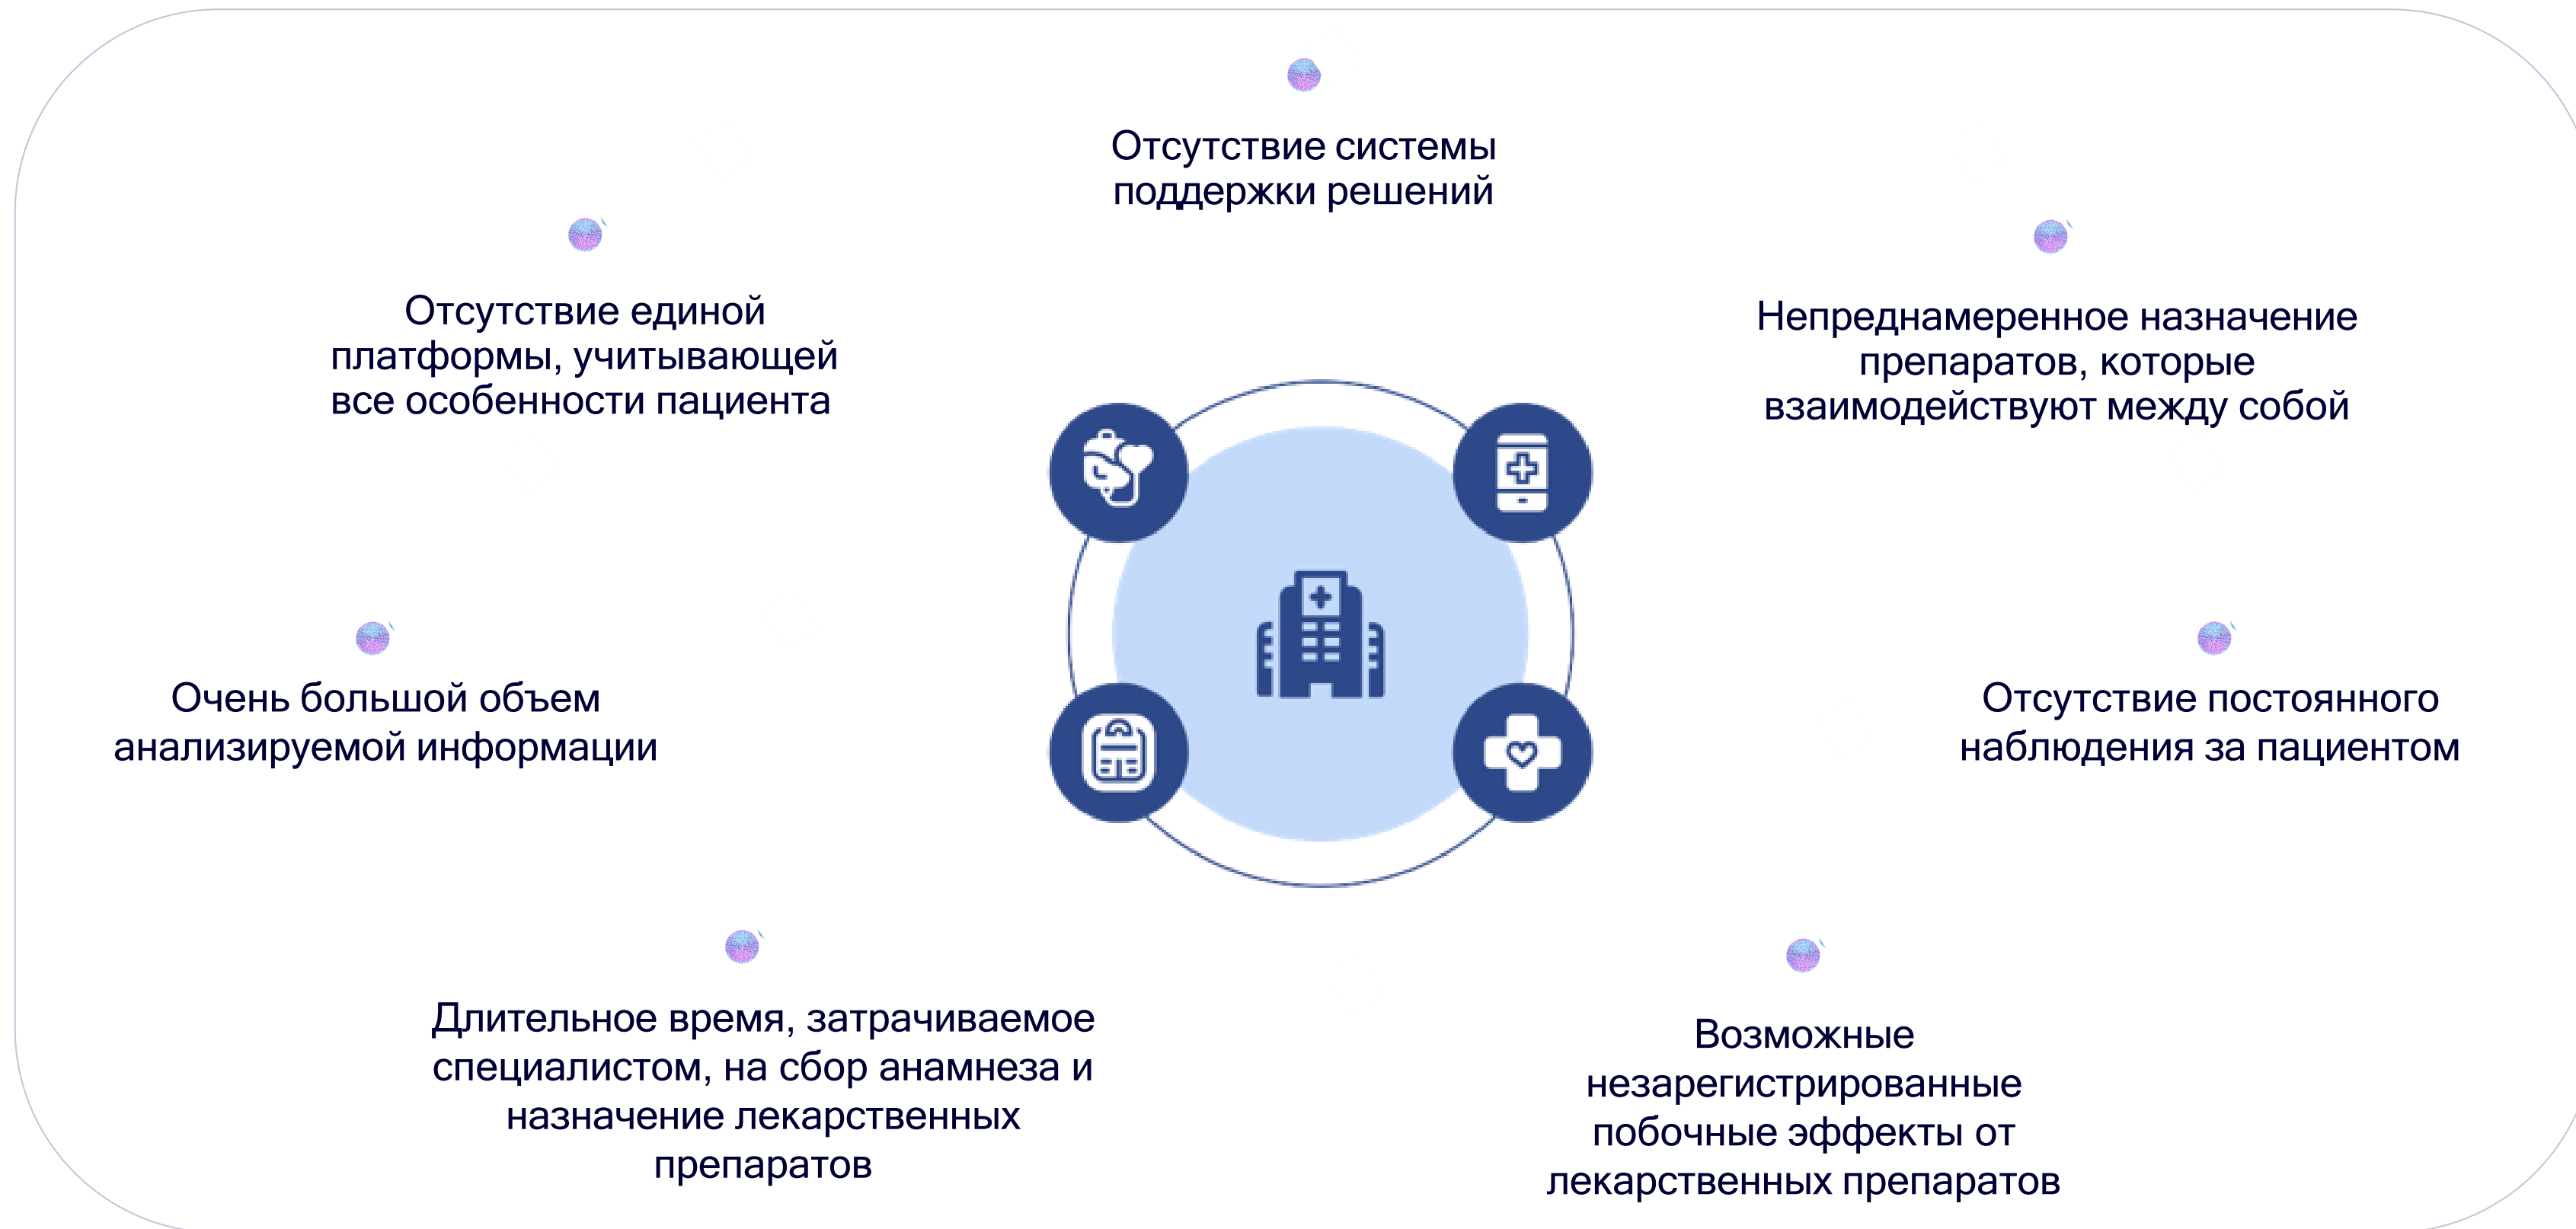 Отсутствие системы
поддержки решений
Отсутствие единой
платформы, учитывающей
все особенности пациента
Непреднамеренное назначение
препаратов, которые
взаимодействуют между собой
Очень большой объем
анализируемой информации
Отсутствие постоянного
наблюдения за пациентом
Длительное время, затрачиваемое
специалистом, на сбор анамнеза и
назначение лекарственных
препаратов
Возможные
незарегистрированные
побочные эффекты от
лекарственных препаратов